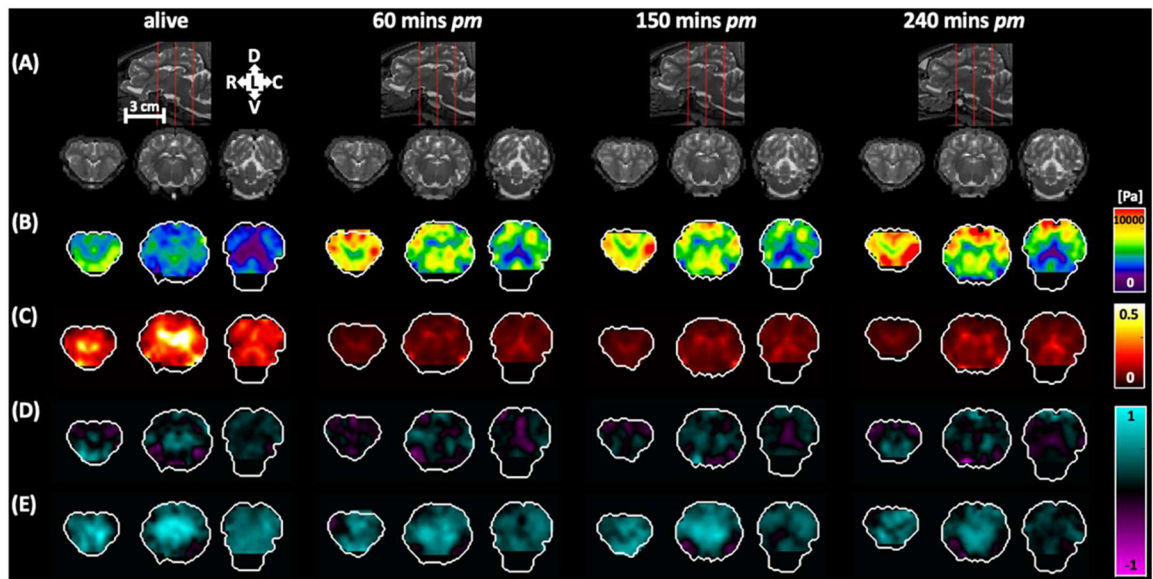 alive 60 mins pm 150 mins pm 240 mins pm
(A)
D
R L C
V
3 cm
[Pa]
(B)
10000
0
(C)
0.5
0
(D)
1
(E)
-1